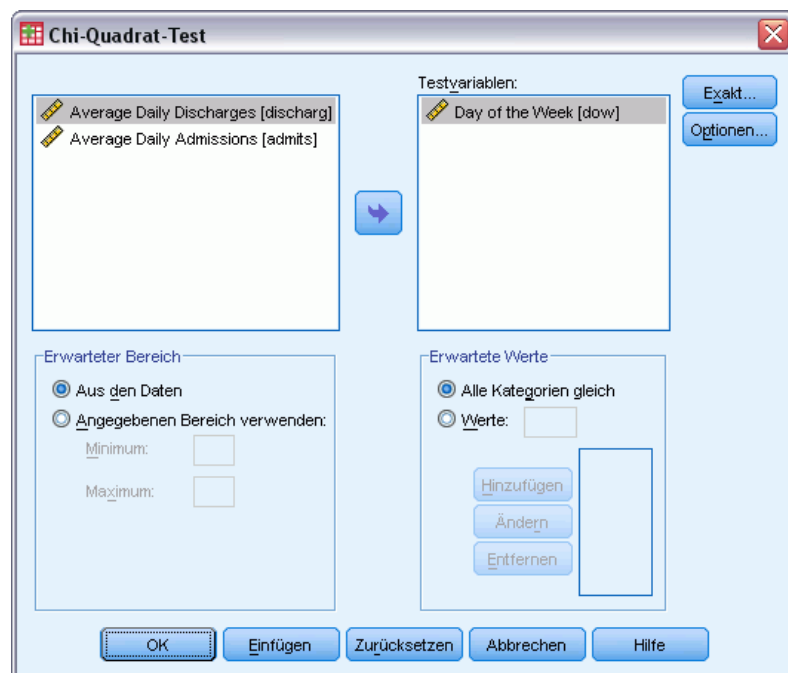 Chi-Quadrat-Test
Testvariablen:
Average Daily Discharges [discharg]
Average Daily Admissions [admits]
Day of the Week [dow]
Exakt...
Optionen...
Erwarteter Bereich
Aus den Daten
Angegebenen Bereich verwenden:
Minimum:
Maximum:
Erwartete Werte
Alle Kategorien gleich
Werte:
Hinzufügen
Ändern
Entfernen
OK
Einfügen
Zurücksetzen
Abbrechen
Hilfe